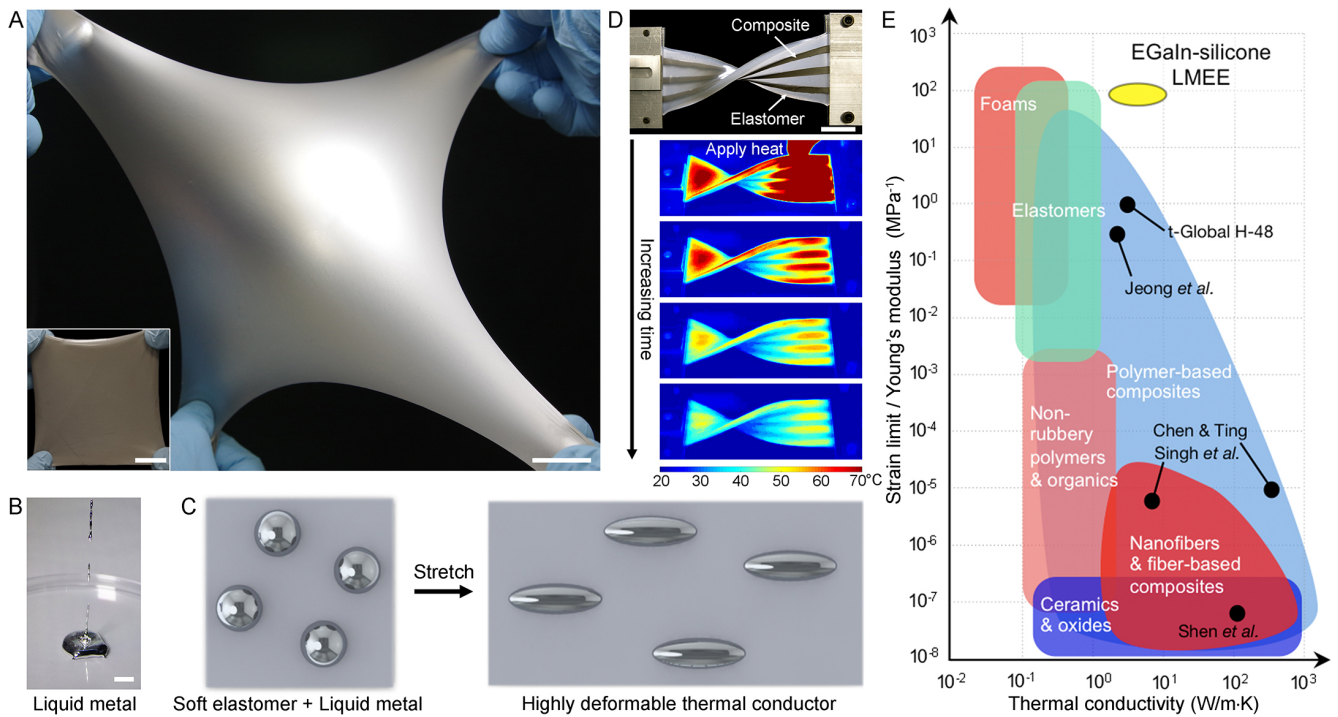 A
B
Liquid metal
C
Stretch
Soft elastomer + Liquid metal
Highly deformable thermal conductor
D
Composite
Elastomer
Apply heat
Increasing time
20 30 40 50 60 70°C
E
Strain limit / Young's modulus (MPa⁻¹)
10³
10²
10¹
10⁰
10⁻¹
10⁻²
10⁻³
10⁻⁴
10⁻⁵
10⁻⁶
10⁻⁷
10⁻⁸
EGaIn-silicone
LMEE
Foams
Elastomers
t-Global H-48
Jeong et al.
Polymer-based
composites
Non-
rubbery
polymers
& organics
Chen & Ting
Singh et al.
Nanofibers
& fiber-based
composites
Ceramics
& oxides
Shen et al.
10⁻² 10⁻¹ 10⁰ 10¹ 10² 10³
Thermal conductivity (W/m·K)